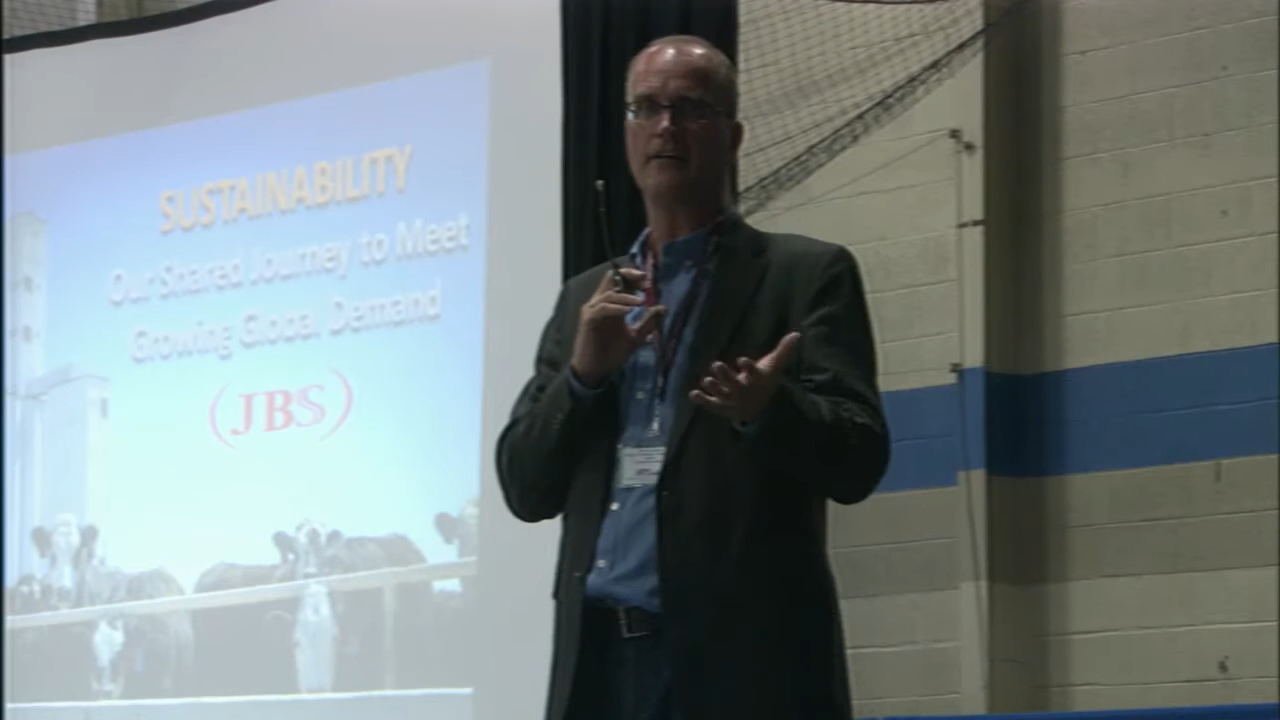 SUSTAINABILITY
Our Shared Journey to Meet
Growing Global Demand
(JBS)